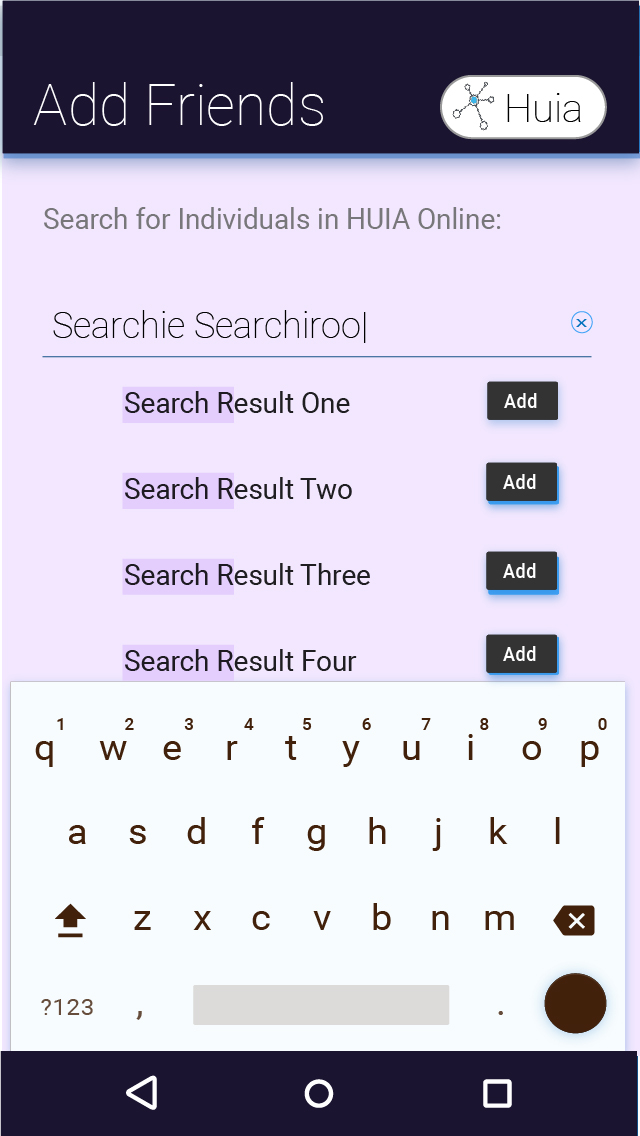 Add Friends
Huia
Search for Individuals in HUIA Online:
Searchie Searchiroo
Search Result One Add
Search Result Two Add
Search Result Three Add
Search Result Four Add
1 2 3 4 5 6 7 8 9 0
q w e r t y u i o p
a s d f g h j k l
z x c v b n m
?123 , .